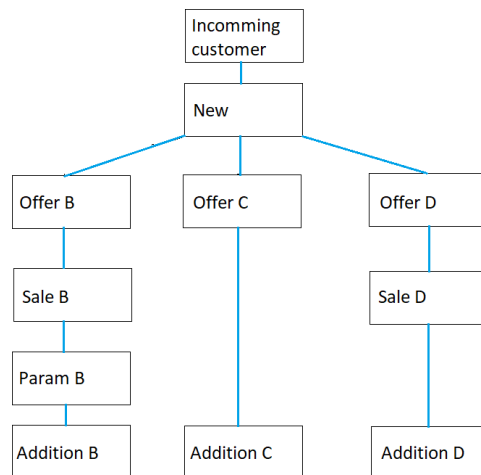 Incomming
customer
New
Offer B
Offer C
Offer D
Sale B
Sale D
Param B
Addition B
Addition C
Addition D